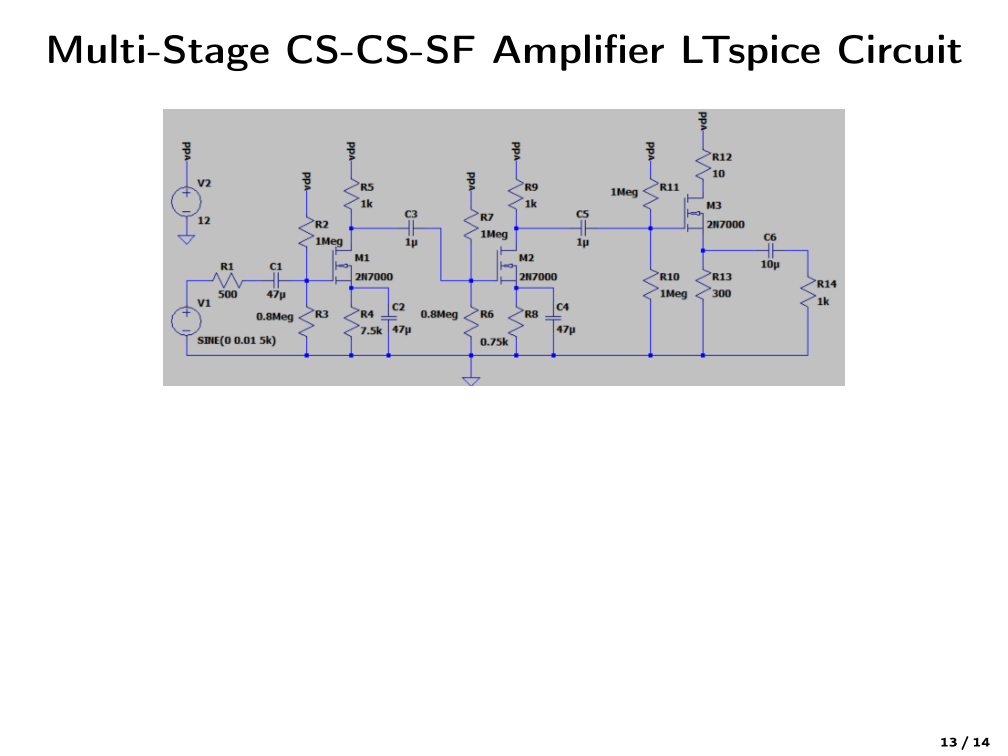 Multi-Stage CS-CS-SF Amplifier LTspice Circuit
vdd
V2
12
R1
500
C1
47µ
V1
SINE(0 0.01 5k)
vdd
R2
1Meg
0.8Meg
R3
vdd
R5
1k
M1
2N7000
R4
7.5k
C2
47µ
C3
1µ
vdd
R7
1Meg
0.8Meg
R6
vdd
R9
1k
M2
2N7000
R8
0.75k
C4
47µ
C5
1µ
vdd
1Meg
R11
R10
1Meg
vdd
R12
10
M3
2N7000
R13
300
C6
10µ
R14
1k
13 / 14